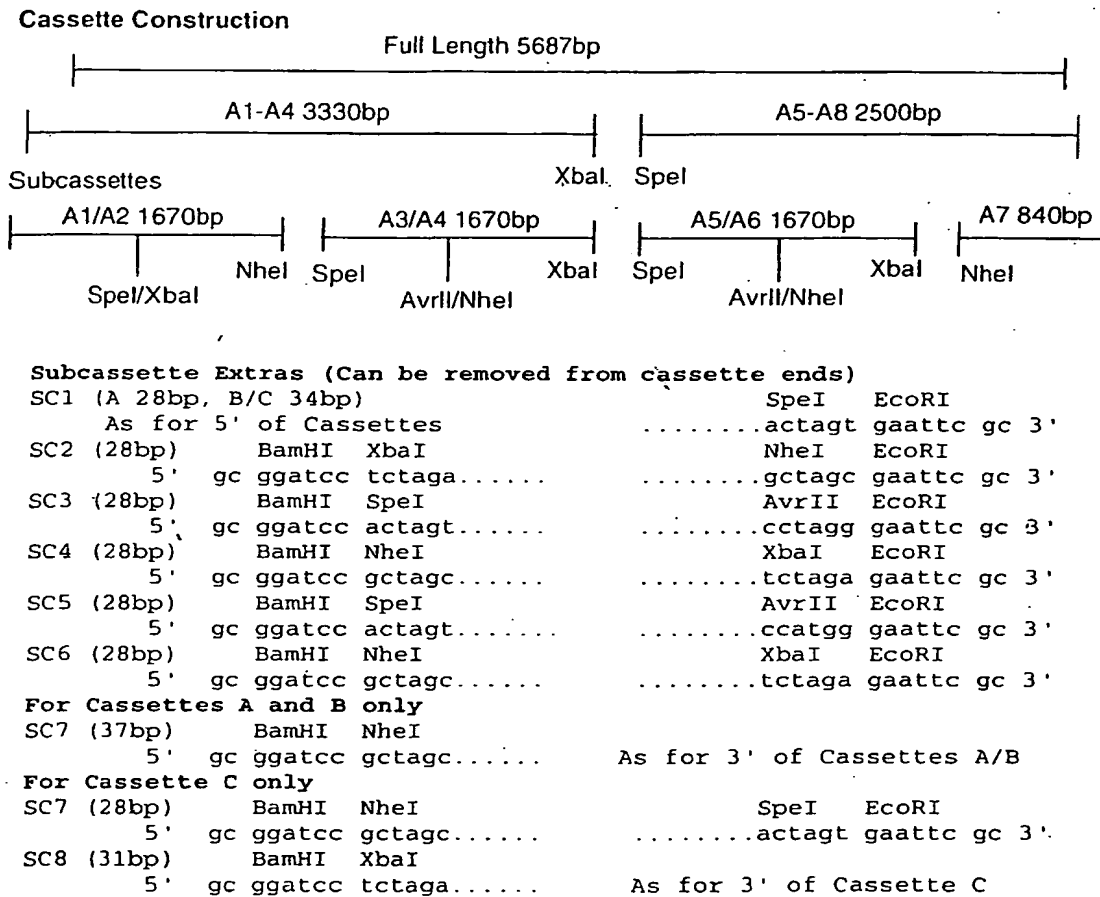 Cassette Construction
Full Length 5687bp
A1-A4 3330bp A5-A8 2500bp
XbaI SpeI
Subcassettes
A1/A2 1670bp A3/A4 1670bp A5/A6 1670bp A7 840bp
NheI SpeI XbaI SpeI XbaI NheI
SpeI/XbaI AvrII/NheI AvrII/NheI
Subcassette Extras (Can be removed from cassette ends)
SC1 (A 28bp, B/C 34bp) SpeI EcoRI
As for 5' of Cassettes ........actagt gaattc gc 3'
SC2 (28bp) BamHI XbaI NheI EcoRI
5' gc ggatcc tctaga...... ........gctagc gaattc gc 3'
SC3 (28bp) BamHI SpeI AvrII EcoRI
5' gc ggatcc actagt...... ........cctagg gaattc gc 3'
SC4 (28bp) BamHI NheI XbaI EcoRI
5' gc ggatcc gctagc...... ........tctaga gaattc gc 3'
SC5 (28bp) BamHI SpeI AvrII EcoRI
5' gc ggatcc actagt....... ........ccatgg gaattc gc 3'
SC6 (28bp) BamHI NheI XbaI EcoRI
5' gc ggatcc gctagc...... ........tctaga gaattc gc 3'
For Cassettes A and B only
SC7 (37bp) BamHI NheI
5' gc ggatcc gctagc...... As for 3' of Cassettes A/B
For Cassette C only
SC7 (28bp) BamHI NheI SpeI EcoRI
5' gc ggatcc gctagc...... ........actagt gaattc gc 3'
SC8 (31bp) BamHI XbaI
5' gc ggatcc tctaga...... As for 3' of Cassette C